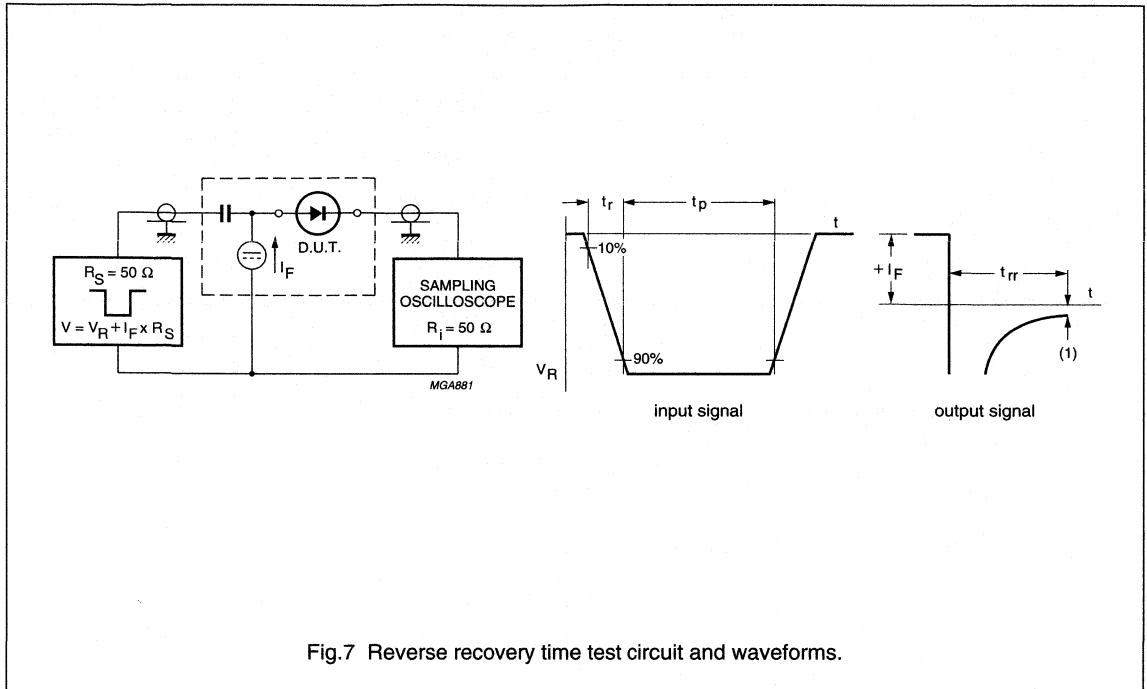 R_S = 50 Ω
V = V_R + I_F x R_S
I_F
D.U.T.
SAMPLING
OSCILLOSCOPE
R_i = 50 Ω
MGA881
t_r
t_p
t
10%
90%
V_R
input signal
+ I_F
t_rr
t
(1)
output signal
Fig.7 Reverse recovery time test circuit and waveforms.